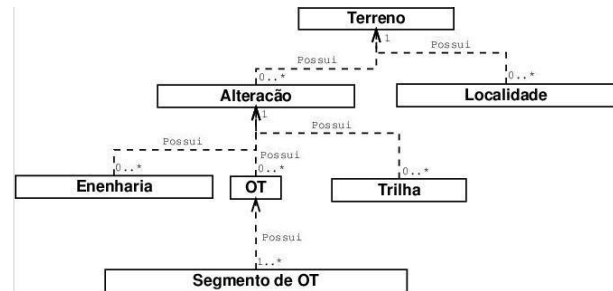 Terreno
1
Possui
Possui
0..*
0..*
Alteracão
Localidade
1
Possui
Possui
Possui
0..*
0..*
0..*
Enenharia
OT
Trilha
Possui
1..*
Segmento de OT